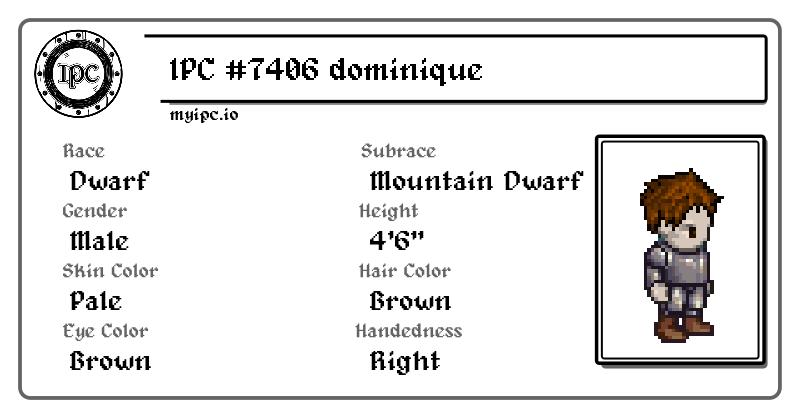 IPC
IPC #7406 dominique
myipc.io
Race
Dwarf
Subrace
Mountain Dwarf
Gender
Male
Height
4'6"
Skin Color
Pale
Hair Color
Brown
Eye Color
Brown
Handedness
Right